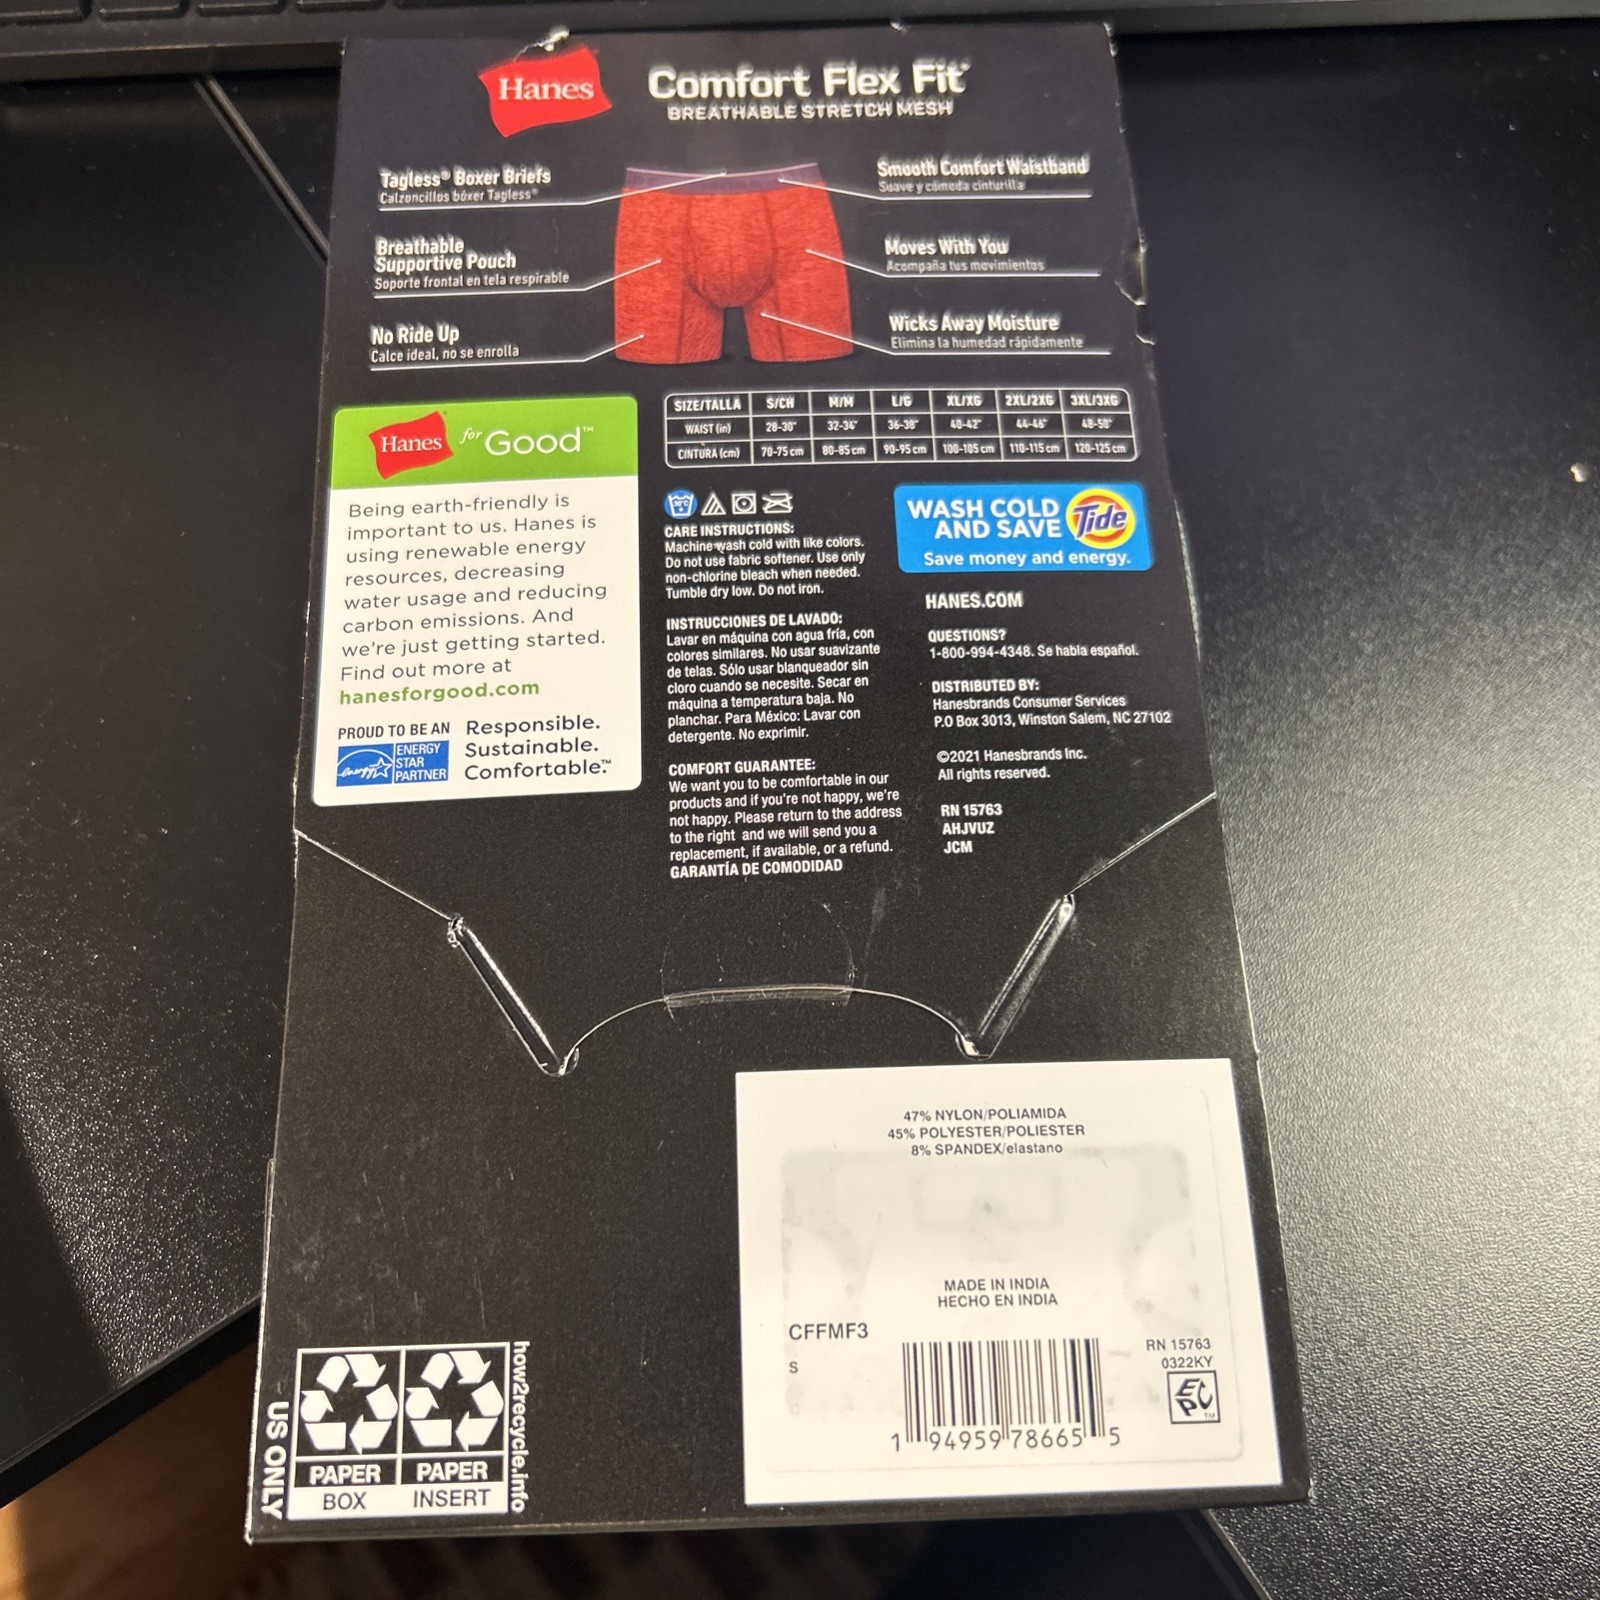 Hanes
Comfort Flex Fit®
BREATHABLE STRETCH MESH
Tagless® Boxer Briefs
Calzoncillos bóxer Tagless®
Breathable
Supportive Pouch
Soporte frontal en tela respirable
No Ride Up
Calce ideal, no se enrolla
Smooth Comfort Waistband
Suave y cómoda cinturilla
Moves With You
Acompaña tus movimientos
Wicks Away Moisture
Elimina la humedad rápidamente
Hanes for Good™
Being earth-friendly is
important to us. Hanes is
using renewable energy
resources, decreasing
water usage and reducing
carbon emissions. And
we're just getting started.
Find out more at
hanesforgood.com
PROUD TO BE AN
energy
ENERGY
STAR
PARTNER
Responsible.
Sustainable.
Comfortable.™
SIZE/TALLA S/CH M/M L/G XL/XG 2XL/2XG 3XL/3XG
WAIST (in) 28-30" 32-34" 36-38" 40-42" 44-46" 48-50"
CINTURA (cm) 70-75 cm 80-85 cm 90-95 cm 100-105 cm 110-115 cm 120-125 cm
30°C
CARE INSTRUCTIONS:
Machine wash cold with like colors.
Do not use fabric softener. Use only
non-chlorine bleach when needed.
Tumble dry low. Do not iron.
INSTRUCCIONES DE LAVADO:
Lavar en máquina con agua fría, con
colores similares. No usar suavizante
de telas. Sólo usar blanqueador sin
cloro cuando se necesite. Secar en
máquina a temperatura baja. No
planchar. Para México: Lavar con
detergente. No exprimir.
COMFORT GUARANTEE:
We want you to be comfortable in our
products and if you're not happy, we're
not happy. Please return to the address
to the right and we will send you a
replacement, if available, or a refund.
GARANTÍA DE COMODIDAD
WASH COLD
AND SAVE
Tide
Save money and energy.
HANES.COM
QUESTIONS?
1-800-994-4348. Se habla español.
DISTRIBUTED BY:
Hanesbrands Consumer Services
P.O Box 3013, Winston Salem, NC 27102
©2021 Hanesbrands Inc.
All rights reserved.
RN 15763
AHJVUZ
JCM
47% NYLON/POLIAMIDA
45% POLYESTER/POLIESTER
8% SPANDEX/elastano
MADE IN INDIA
HECHO EN INDIA
CFFMF3
S
RN 15763
0322KY
EPC™
1 94959 78665 5
US ONLY
PAPER
BOX
PAPER
INSERT
how2recycle.info